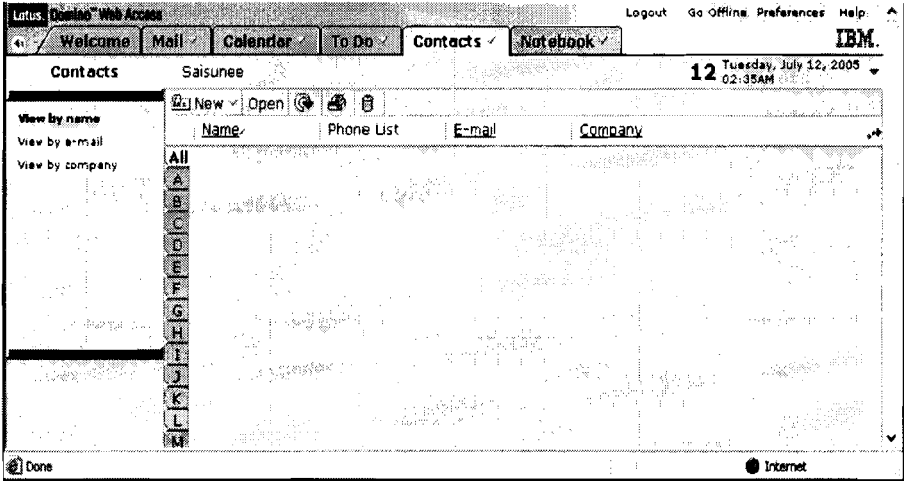 Lotus Domino™ Web Access Logout Go Offline Preferences Help
Welcome Mail Calendar To Do Contacts Notebook IBM.
Contacts Saisunee 12 Tuesday, July 12, 2005
02:35AM
New Open
View by name
View by e-mail
View by company
Name Phone List E-mail Company
All
A
B
C
D
E
F
G
H
I
J
K
L
M
Done Internet